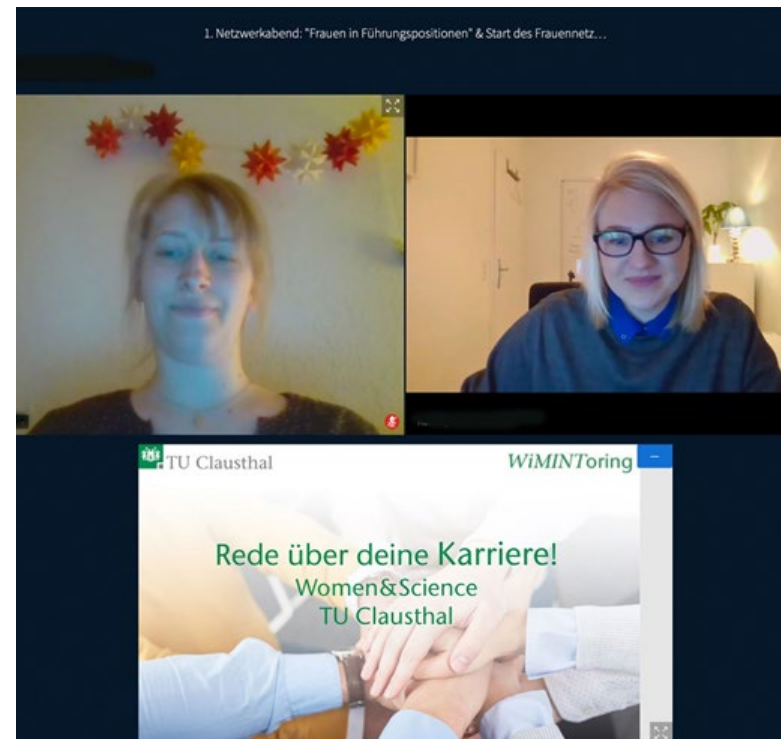 1. Netzwerkabend: "Frauen in Führungspositionen" & Start des Frauennetz...
TU Clausthal
WiMINToring
Rede über deine Karriere!
Women&Science
TU Clausthal